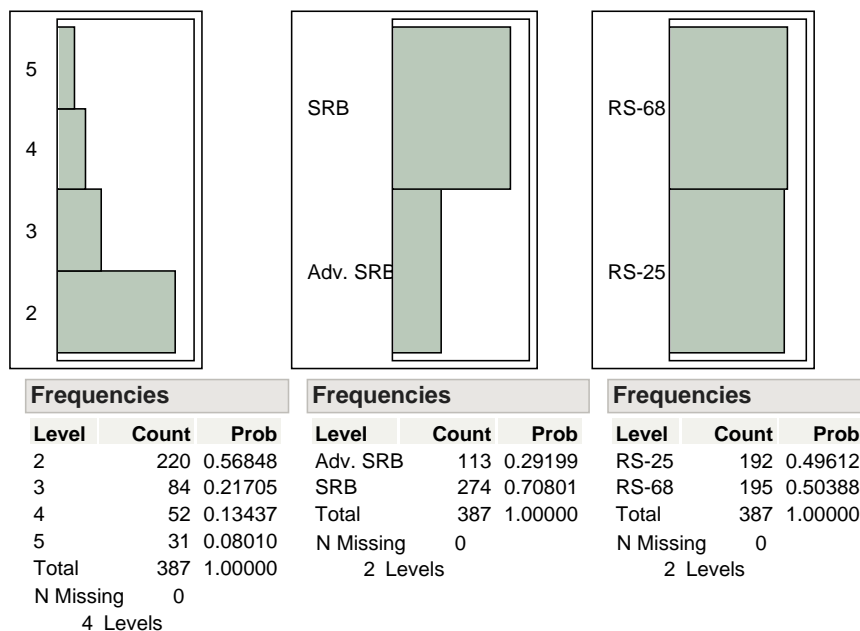 5
4
3
2
SRB
Adv. SRB
RS-68
RS-25
Frequencies
Level Count Prob
2 220 0.56848
3 84 0.21705
4 52 0.13437
5 31 0.08010
Total 387 1.00000
N Missing 0
4 Levels
Frequencies
Level Count Prob
Adv. SRB 113 0.29199
SRB 274 0.70801
Total 387 1.00000
N Missing 0
2 Levels
Frequencies
Level Count Prob
RS-25 192 0.49612
RS-68 195 0.50388
Total 387 1.00000
N Missing 0
2 Levels